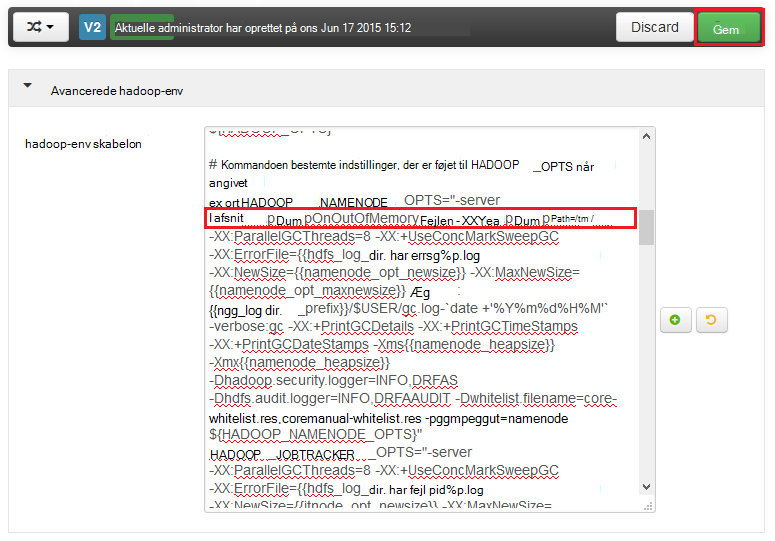 V2 Aktuelle administrator har oprettet på ons Jun 17 2015 15:12 Discard Gem
Avancerede hadoop-env
hadoop-env skabelon
${HADOOP_OPTS}
# Kommandoen bestemte indstillinger, der er føjet til HADOOP _OPTS når
angivet
ex ort HADOOP .NAMENODE . OPTS="-server
l afsnit p Dum pOnOutOfMemory Fejlen - XXYea p Dum p Path=/tm /
-XX:ParallelGCThreads=8 -XX:+UseConcMarkSweepGC
-XX:ErrorFile={{hdfs_log_dir. har errsg%p.log
-XX:NewSize={{namenode_opt_newsize}} -XX:MaxNewSize=
{{namenode_opt_maxnewsize}} Æg :
{{ngg_log dir. _prefix}}/$USER/gc.log-`date +'%Y%m%d%H%M'`
-verbose:gc -XX:+PrintGCDetails -XX:+PrintGCTimeStamps
-XX:+PrintGCDateStamps -Xms{{namenode_heapsize}}
-Xmx{{namenode_heapsize}}
-Dhadoop.security.logger=INFO,DRFAS
-Dhdfs.audit.logger=INFO,DRFAAUDIT -Dwhitelist.filename=core-
whitelist.res,coremanual-whitelist.res -pggmpeggut=namenode
${HADOOP_NAMENODE_OPTS}"
HADOOP _ JOBTRACKER _OPTS="-server
-XX:ParallelGCThreads=8 -XX:+UseConcMarkSweepGC
-XX:ErrorFile={{hdfs_log_dir. har fejl pid%p.log
-XX:NewSize={{jtnode_opt_newsize}} -XX:MaxNewSize=